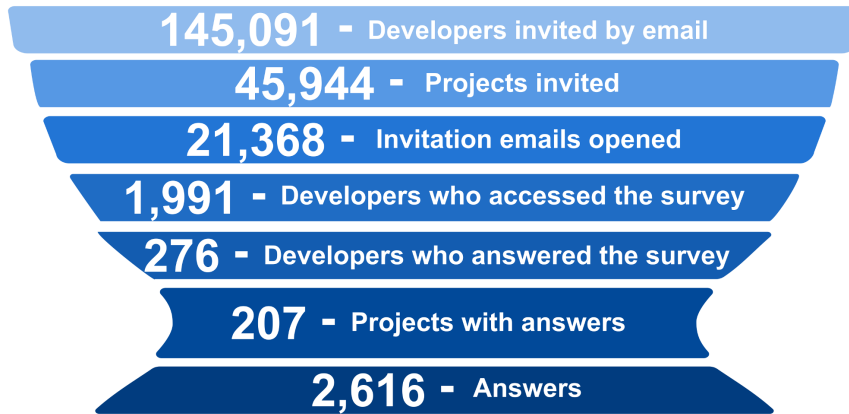 145,091 - Developers invited by email
45,944 - Projects invited
21,368 - Invitation emails opened
1,991 - Developers who accessed the survey
276 - Developers who answered the survey
207 - Projects with answers
2,616 - Answers